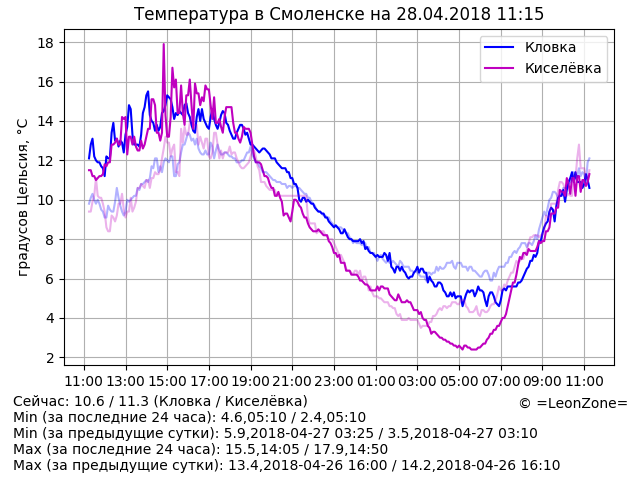 Температура в Смоленске на 28.04.2018 11:15
Кловка
Киселёвка
градусов Цельсия, °C
18
16
14
12
10
8
6
4
2
11:00 13:00 15:00 17:00 19:00 21:00 23:00 01:00 03:00 05:00 07:00 09:00 11:00
Сейчас: 10.6 / 11.3 (Кловка / Киселёвка)
© =LeonZone=
Min (за последние 24 часа): 4.6,05:10 / 2.4,05:10
Min (за предыдущие сутки): 5.9,2018-04-27 03:25 / 3.5,2018-04-27 03:10
Max (за последние 24 часа): 15.5,14:05 / 17.9,14:50
Max (за предыдущие сутки): 13.4,2018-04-26 16:00 / 14.2,2018-04-26 16:10